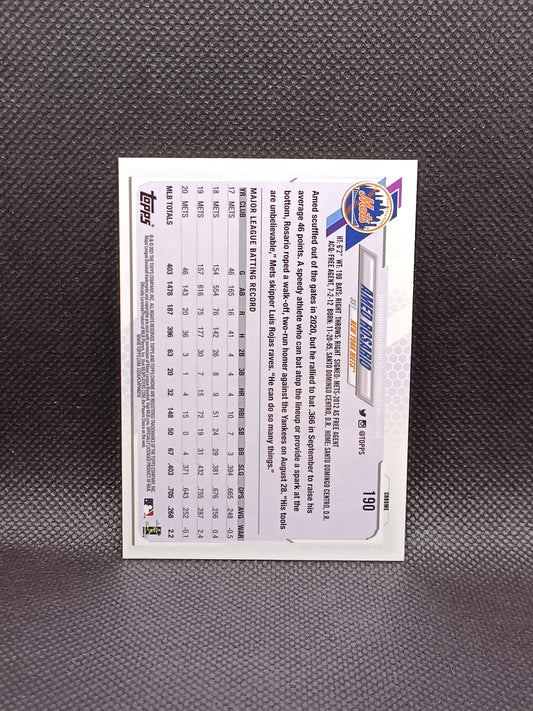 CHROME
190
@TOPPS
Mets
AMED ROSARIO
SS
NEW YORK METS
HT: 6'2" WT: 190 BATS: RIGHT THROWS: RIGHT SIGNED: METS-2012 AS FREE AGENT
ACQ: FREE AGENT, 7-2-12 BORN: 11-20-95, SANTO DOMINGO CENTRO, D.R. HOME: SANTO DOMINGO CENTRO, D.R.
Amed scuffled out of the gates in 2020, but he rallied to bat .366 in September to raise his
average 46 points. A speedy athlete who can bat atop the lineup or provide a spark at the
bottom, Rosario roped a walk-off, two-run homer against the Yankees on August 28. "His tools
are unbelievable," Mets skipper Luis Rojas raves. "He can do so many things."
MAJOR LEAGUE BATTING RECORD
YR CLUB G AB R H 2B 3B HR RBI SB BB SLG OPS AVG WAR
17 METS 46 165 16 41 4 4 4 10 7 3 .394 .665 .248 -0.5
18 METS 154 554 76 142 26 8 9 51 24 29 .381 .676 .256 0.4
19 METS 157 616 75 177 30 7 15 72 19 31 .432 .755 .287 2.4
20 METS 46 143 20 36 3 1 4 15 0 4 .371 .643 .252 -0.1
MLB TOTALS 403 1478 187 396 63 20 32 148 50 67 .403 .705 .268 2.2
TOPPS